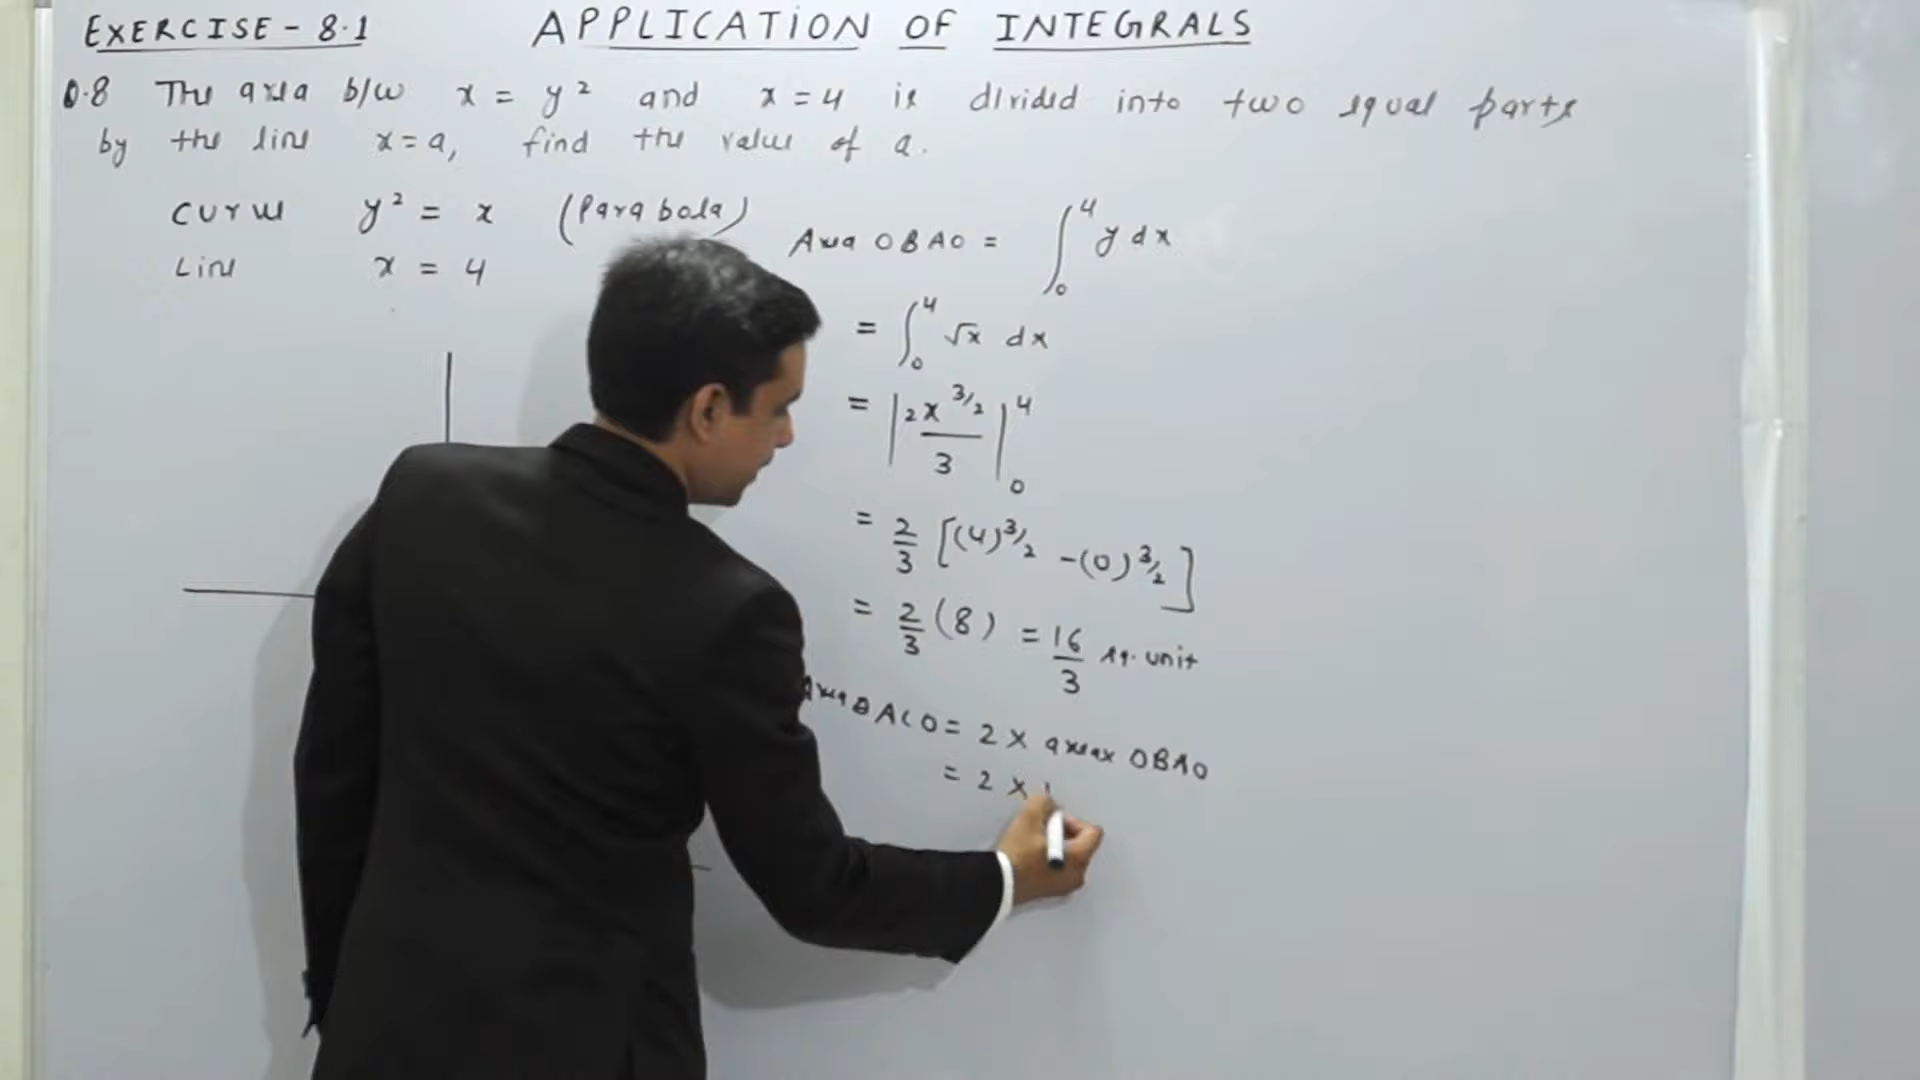 EXERCISE - 8.1
APPLICATION OF INTEGRALS
Q.8 The area b/w x = y² and x = 4 is divided into two equal parts
by the line x = a, find the value of a.
Curve y² = x (Parabola)
Line x = 4
Area OBAO = ∫₀⁴ y dx
= ∫₀⁴ √x dx
= |2x^3/2 / 3|₀⁴
= 2/3 [(4)^3/2 - (0)^3/2]
= 2/3 (8) = 16/3 sq. unit
Area BACO = 2 × area OBAO
= 2 ×